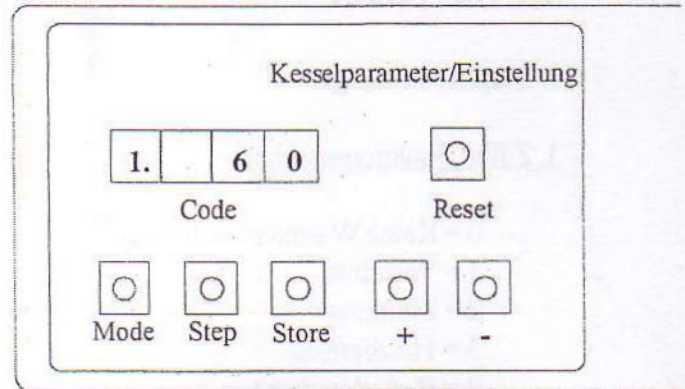 Kesselparameter/Einstellung
1. 6 0
Code Reset
Mode Step Store + -